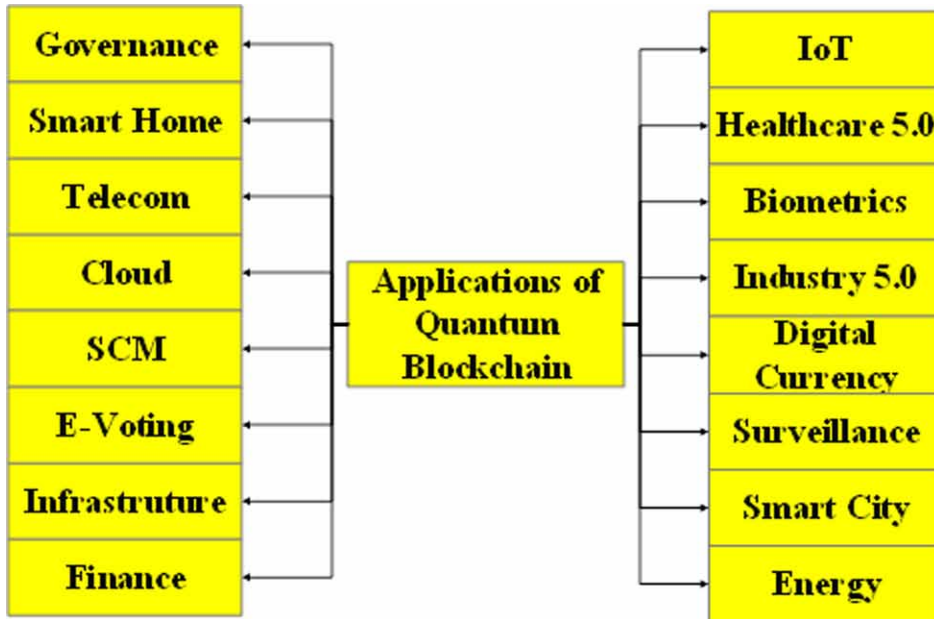 Governance
Smart Home
Telecom
Cloud
SCM
E-Voting
Infrastruture
Finance
Applications of
Quantum
Blockchain
IoT
Healthcare 5.0
Biometrics
Industry 5.0
Digital
Currency
Surveillance
Smart City
Energy